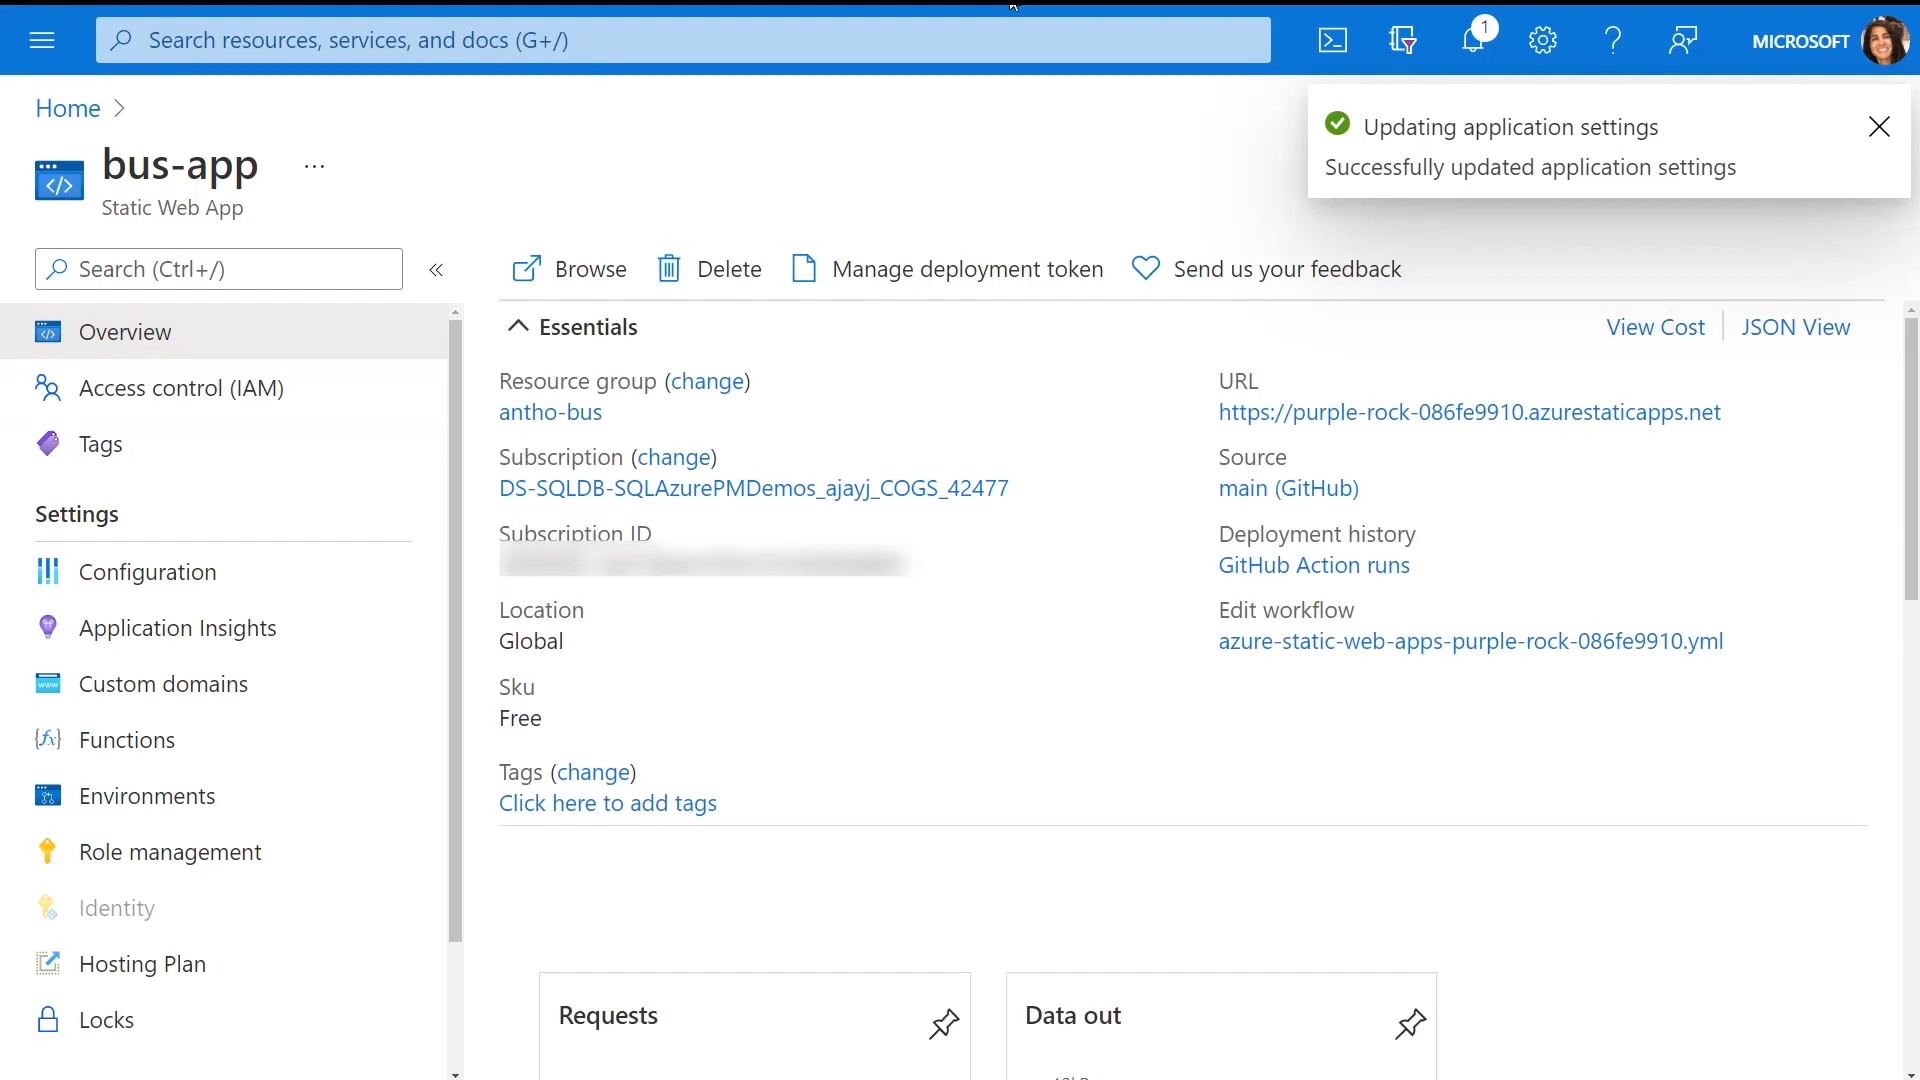 Search resources, services, and docs (G+/)
1
MICROSOFT
Home
Updating application settings
Successfully updated application settings
bus-app
...
Static Web App
Search (Ctrl+/)
Browse
Delete
Manage deployment token
Send us your feedback
Overview
Access control (IAM)
Tags
Settings
Configuration
Application Insights
Custom domains
Functions
Environments
Role management
Identity
Hosting Plan
Locks
Essentials
View Cost
JSON View
Resource group (change)
antho-bus
Subscription (change)
DS-SQLDB-SQLAzurePMDemos_ajayj_COGS_42477
Subscription ID
Location
Global
Sku
Free
Tags (change)
Click here to add tags
URL
https://purple-rock-086fe9910.azurestaticapps.net
Source
main (GitHub)
Deployment history
GitHub Action runs
Edit workflow
azure-static-web-apps-purple-rock-086fe9910.yml
Requests
Data out